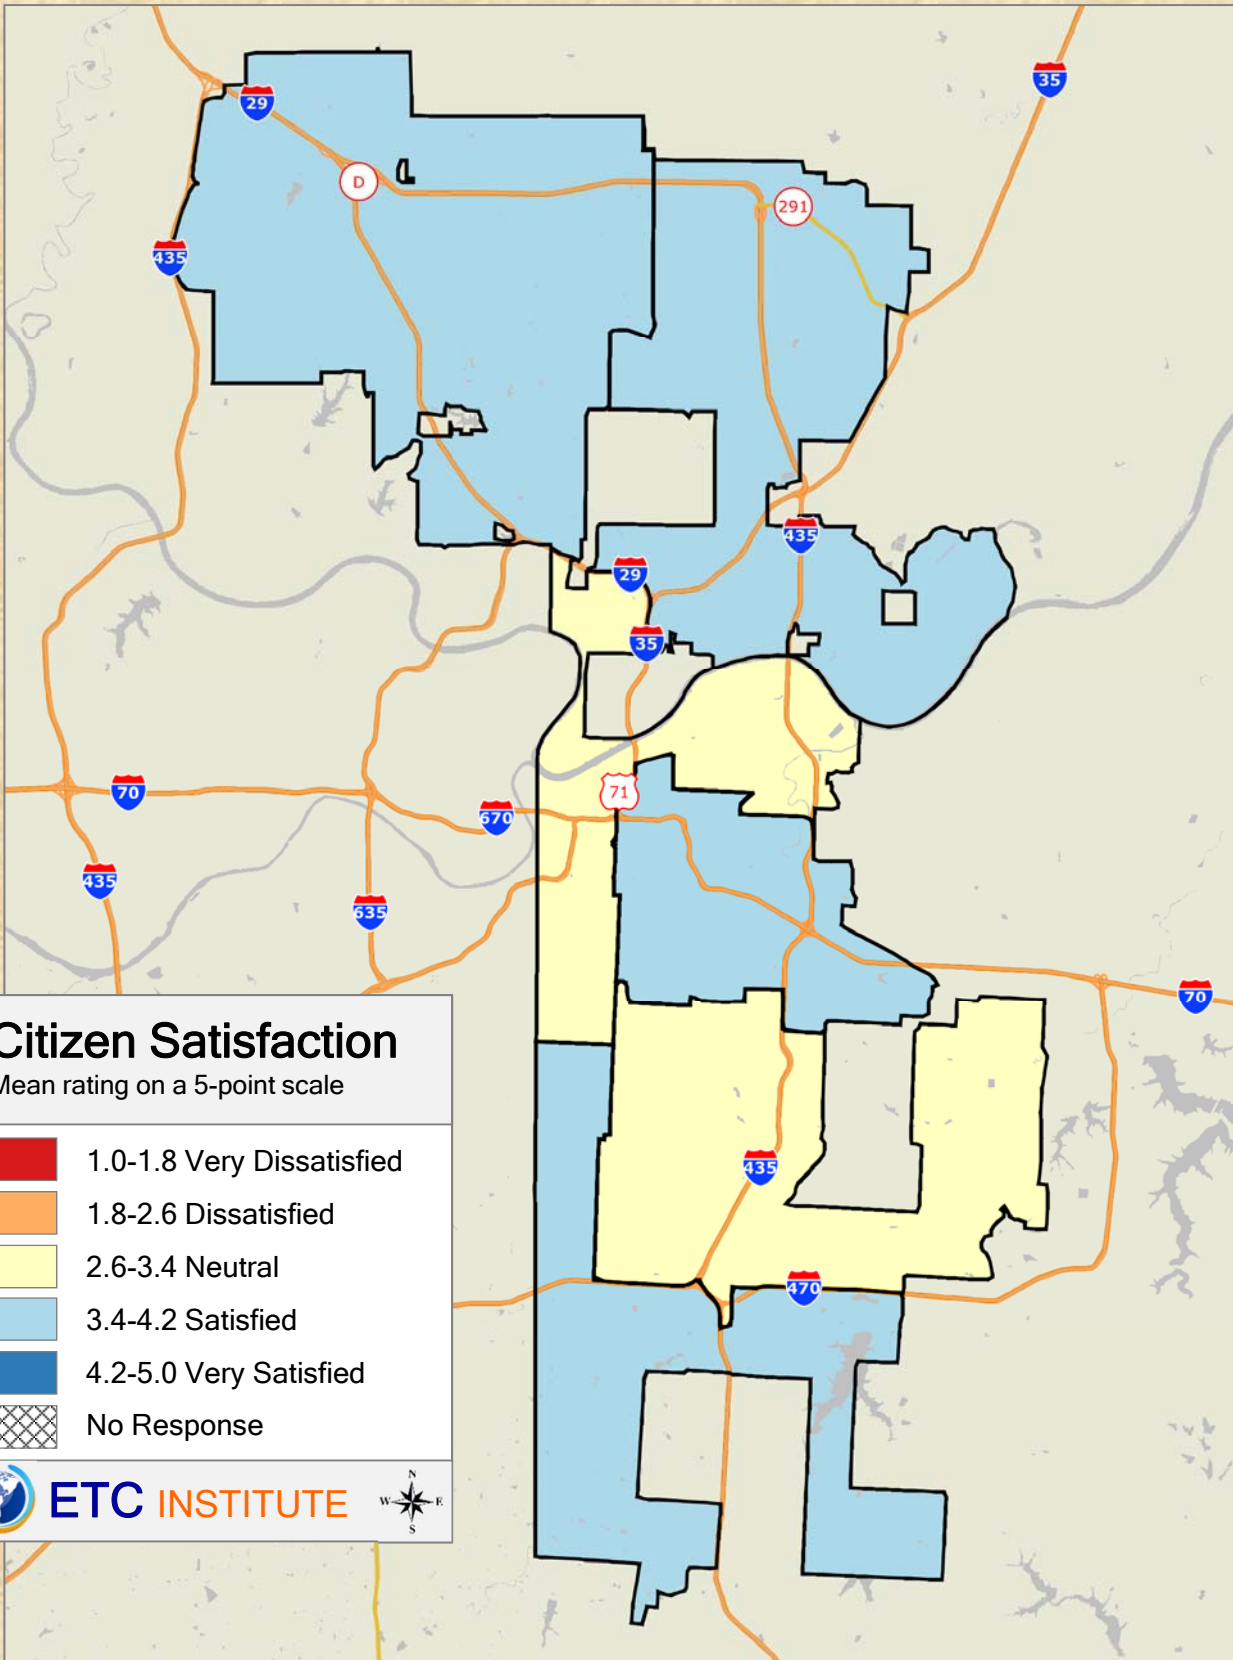 35
29
D
291
435
435
29
35
70
71
670
435
635
70
435
470
Citizen Satisfaction
Mean rating on a 5-point scale
1.0-1.8 Very Dissatisfied
1.8-2.6 Dissatisfied
2.6-3.4 Neutral
3.4-4.2 Satisfied
4.2-5.0 Very Satisfied
No Response
ETC INSTITUTE
N
W E
S